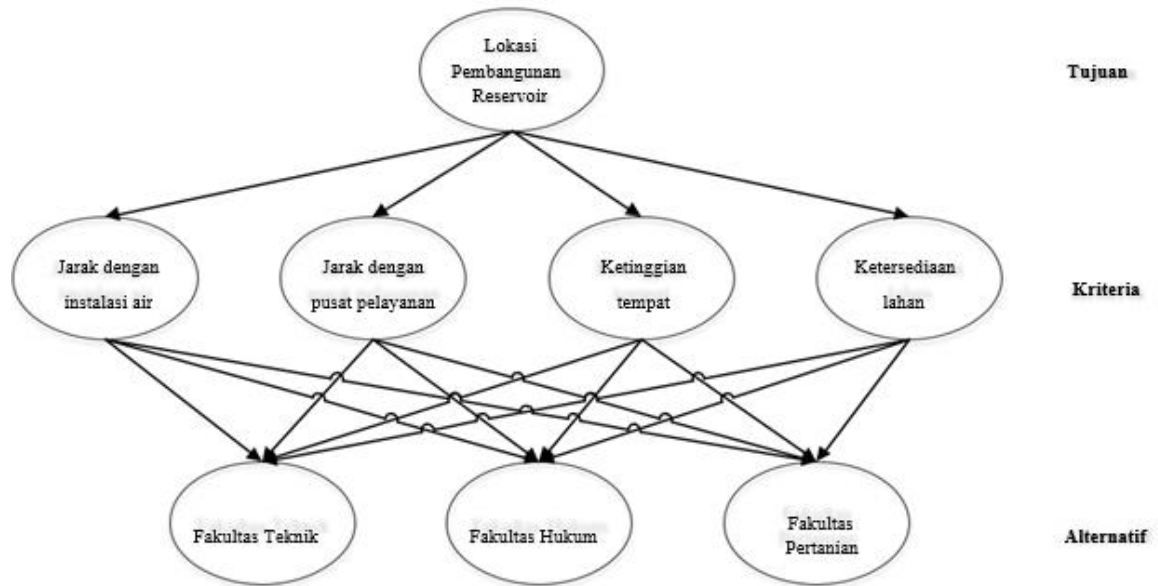 Lokasi
Pembangunan
Reservoir
Tujuan
Jarak dengan
instalasi air
Jarak dengan
pusat pelayanan
Ketinggian
tempat
Ketersediaan
lahan
Kriteria
Fakultas Teknik
Fakultas Hukum
Fakultas
Pertanian
Alternatif